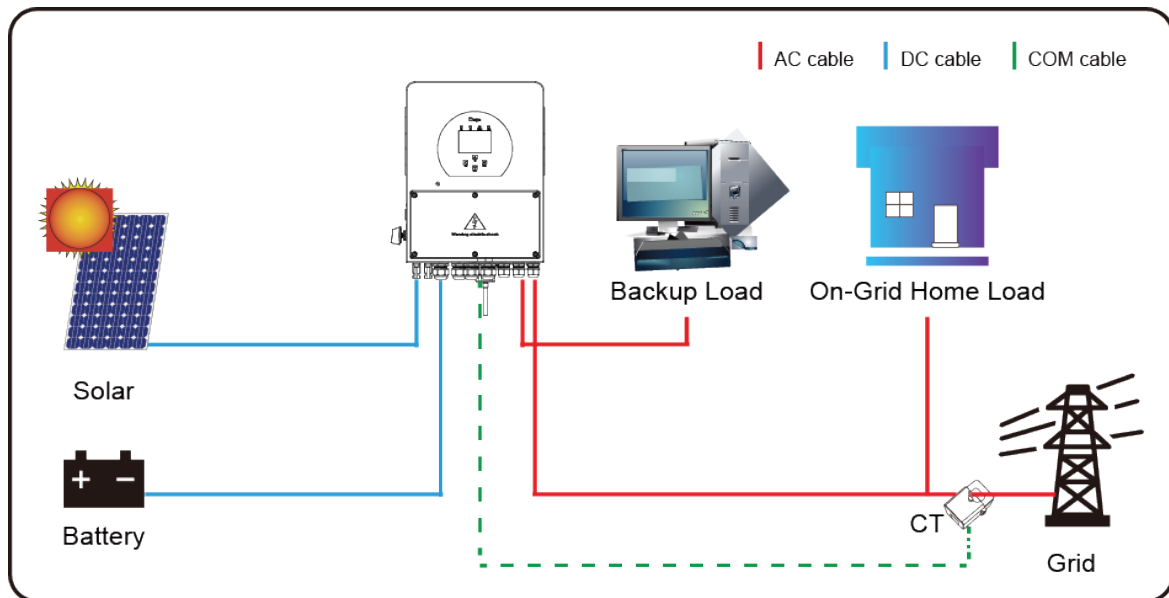 AC cable
DC cable
COM cable
Backup Load
On-Grid Home Load
Solar
Battery
CT
Grid